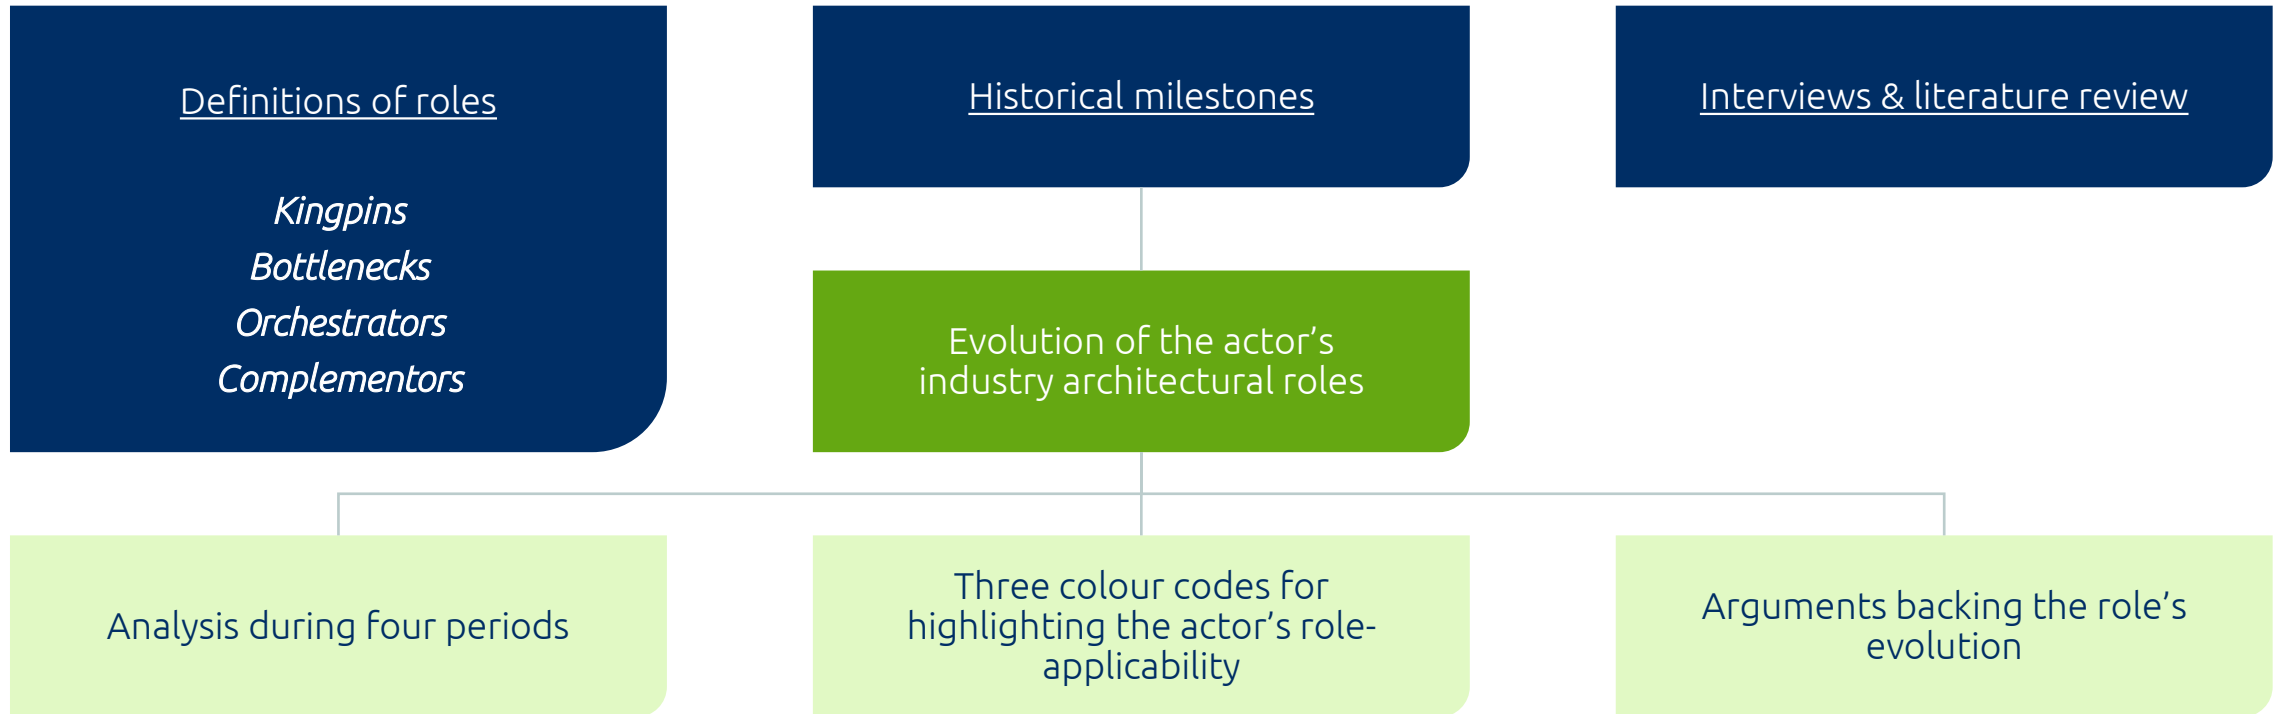 Definitions of roles
Kingpins
Bottlenecks
Orchestrators
Complementors
Historical milestones
Interviews & literature review
Evolution of the actor’s
industry architectural roles
Analysis during four periods
Three colour codes for
highlighting the actor’s role-
applicability
Arguments backing the role’s
evolution